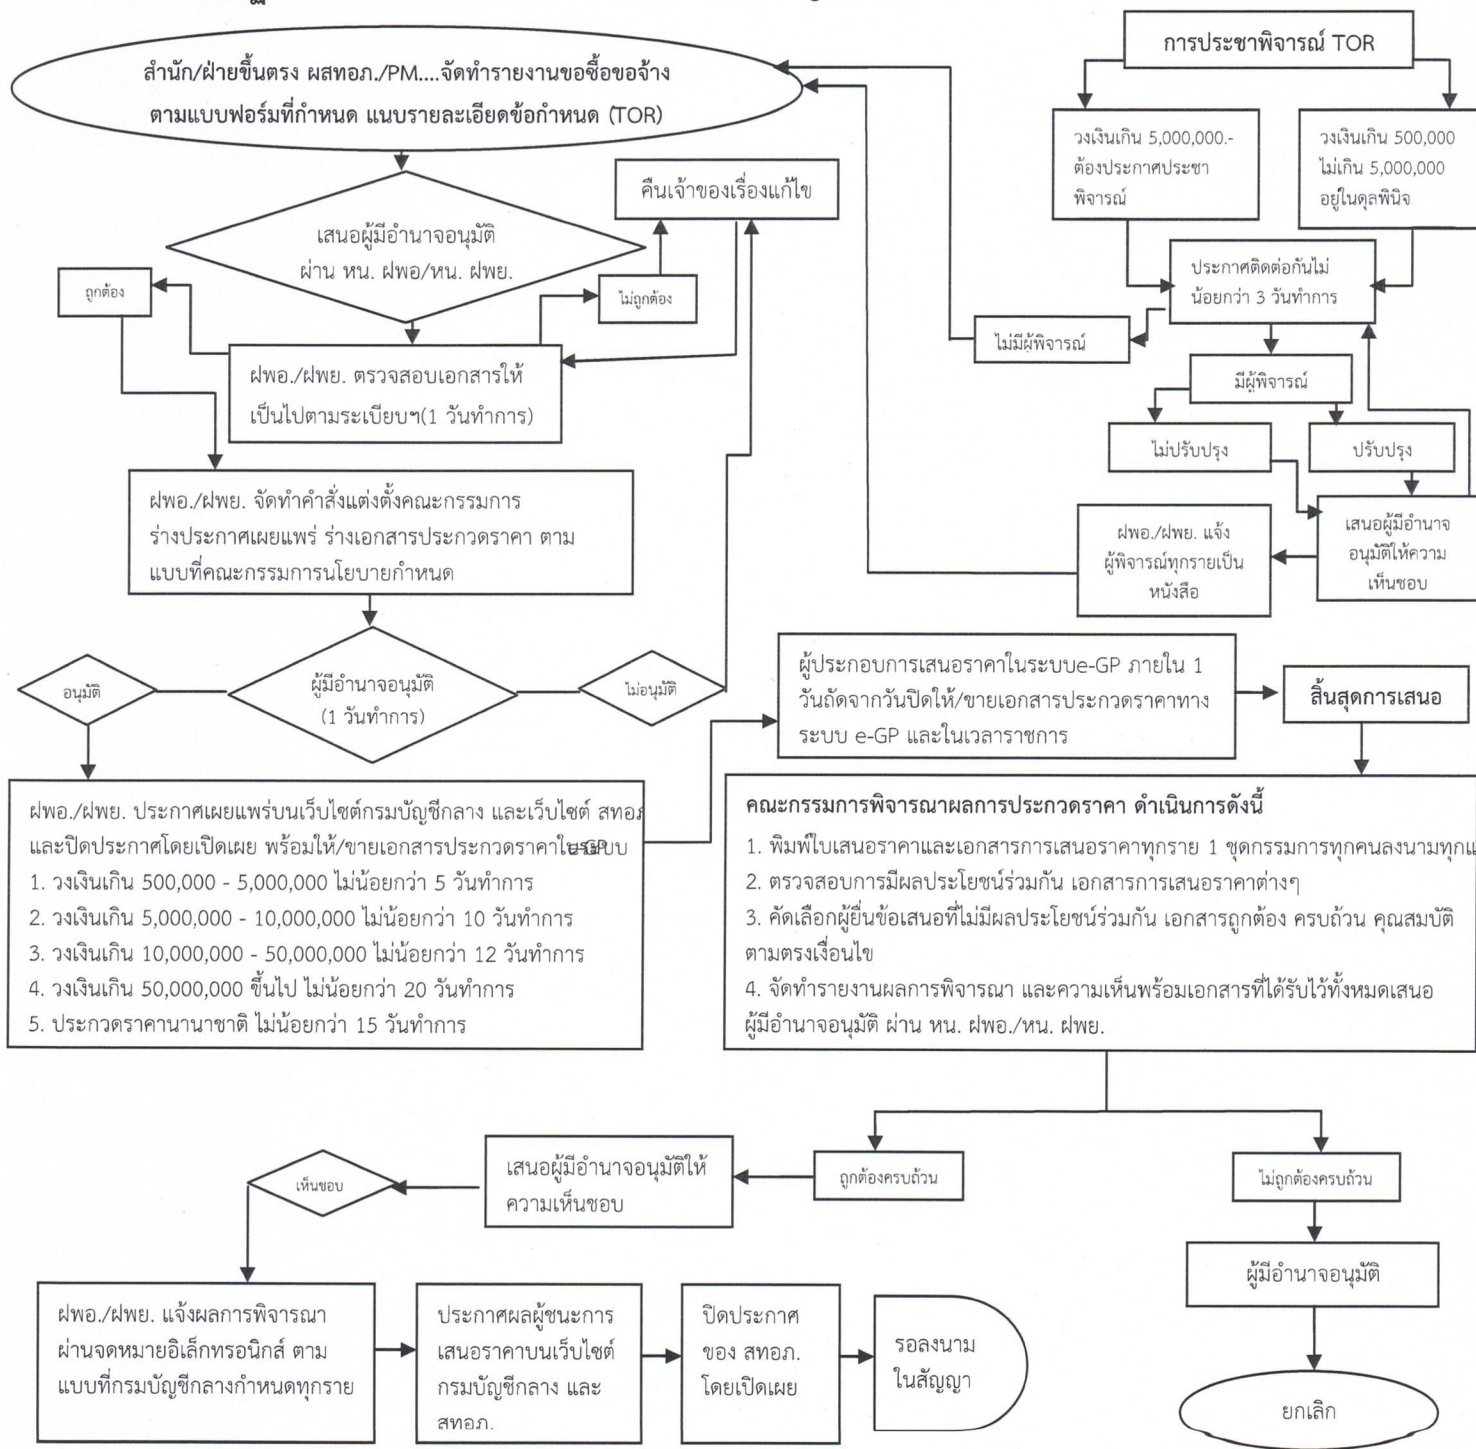 การประชาพิจารณ์ TOR
สำนัก/ฝ่ายขึ้นตรง ผสทอภ./PM....จัดทำรายงานขอซื้อขอจ้าง
ตามแบบฟอร์มที่กำหนด แนบรายละเอียดข้อกำหนด (TOR)
วงเงินเกิน 5,000,000.-
ต้องประกาศประชา
พิจารณ์
วงเงินเกิน 500,000
ไม่เกิน 5,000,000
อยู่ในดุลพินิจ
คืนเจ้าของเรื่องแก้ไข
เสนอผู้มีอำนาจอนุมัติ
ผ่าน หน. ฝพอ/หน. ฝพย.
ถูกต้อง
ไม่ถูกต้อง
ประกาศติดต่อกันไม่
น้อยกว่า 3 วันทำการ
ไม่มีผู้พิจารณ์
มีผู้พิจารณ์
ฝพอ./ฝพย. ตรวจสอบเอกสารให้
เป็นไปตามระเบียบฯ(1 วันทำการ)
ไม่ปรับปรุง
ปรับปรุง
ฝพอ./ฝพย. จัดทำคำสั่งแต่งตั้งคณะกรรมการ
ร่างประกาศเผยแพร่ ร่างเอกสารประกวดราคา ตาม
แบบที่คณะกรรมการนโยบายกำหนด
ฝพอ./ฝพย. แจ้ง
ผู้พิจารณ์ทุกรายเป็น
หนังสือ
เสนอผู้มีอำนาจ
อนุมัติให้ความ
เห็นชอบ
อนุมัติ
ผู้มีอำนาจอนุมัติ
(1 วันทำการ)
ไม่อนุมัติ
ผู้ประกอบการเสนอราคาในระบบe-GP ภายใน 1
วันถัดจากวันปิดให้/ขายเอกสารประกวดราคาทาง
ระบบ e-GP และในเวลาราชการ
สิ้นสุดการเสนอ
ฝพอ./ฝพย. ประกาศเผยแพร่บนเว็บไซต์กรมบัญชีกลาง และเว็บไซต์ สทอภ
และปิดประกาศโดยเปิดเผย พร้อมให้/ขายเอกสารประกวดราคาในระบบ e-GP
1. วงเงินเกิน 500,000 - 5,000,000 ไม่น้อยกว่า 5 วันทำการ
2. วงเงินเกิน 5,000,000 - 10,000,000 ไม่น้อยกว่า 10 วันทำการ
3. วงเงินเกิน 10,000,000 - 50,000,000 ไม่น้อยกว่า 12 วันทำการ
4. วงเงินเกิน 50,000,000 ขึ้นไป ไม่น้อยกว่า 20 วันทำการ
5. ประกวดราคานานาชาติ ไม่น้อยกว่า 15 วันทำการ
คณะกรรมการพิจารณาผลการประกวดราคา ดำเนินการดังนี้
1. พิมพ์ใบเสนอราคาและเอกสารการเสนอราคาทุกราย 1 ชุดกรรมการทุกคนลงนามทุกแ
2. ตรวจสอบการมีผลประโยชน์ร่วมกัน เอกสารการเสนอราคาต่างๆ
3. คัดเลือกผู้ยื่นข้อเสนอที่ไม่มีผลประโยชน์ร่วมกัน เอกสารถูกต้อง ครบถ้วน คุณสมบัติ
ตามตรงเงื่อนไข
4. จัดทำรายงานผลการพิจารณา และความเห็นพร้อมเอกสารที่ได้รับไว้ทั้งหมดเสนอ
ผู้มีอำนาจอนุมัติ ผ่าน หน. ฝพอ./หน. ฝพย.
เห็นชอบ
เสนอผู้มีอำนาจอนุมัติให้
ความเห็นชอบ
ถูกต้องครบถ้วน
ไม่ถูกต้องครบถ้วน
ผู้มีอำนาจอนุมัติ
ฝพอ./ฝพย. แจ้งผลการพิจารณา
ผ่านจดหมายอิเล็กทรอนิกส์ ตาม
แบบที่กรมบัญชีกลางกำหนดทุกราย
ประกาศผลผู้ชนะการ
เสนอราคาบนเว็บไซต์
กรมบัญชีกลาง และ
สทอภ.
ปิดประกาศ
ของ สทอภ.
โดยเปิดเผย
รอลงนาม
ในสัญญา
ยกเลิก